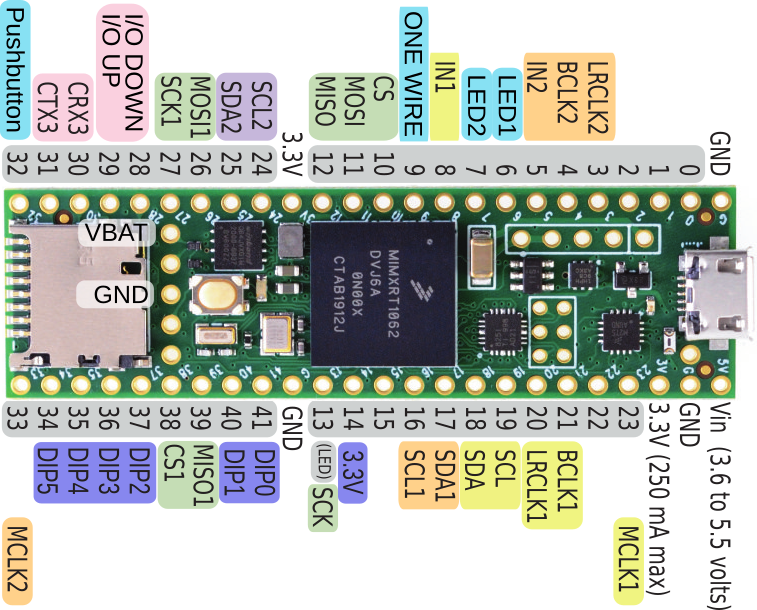 Pushbutton
CTX3
CRX3
I/O UP
I/O DOWN
SCK1
MOSI1
SDA2
SCL2
3.3V
MISO
MOSI
CS
ONE WIRE
IN1
LED2
LED1
IN2
BCLK2
LRCLK2
GND
32
31
30
29
28
27
26
25
24
12
11
10
9
8
7
6
5
4
3
2
1
0
VBAT
GND
MIMXRT1062
DVJ6A
0N00X
CTAB1912J
33
34
35
36
37
38
39
40
41
GND
13
14
15
16
17
18
19
20
21
22
23
3.3V (250 mA max)
GND
Vin (3.6 to 5.5 volts)
DIP5
DIP4
DIP3
DIP2
CS1
MISO1
DIP1
DIP0
(LED)
SCK
3.3V
SCL1
SDA1
SDA
SCL
LRCLK1
BCLK1
MCLK2
MCLK1